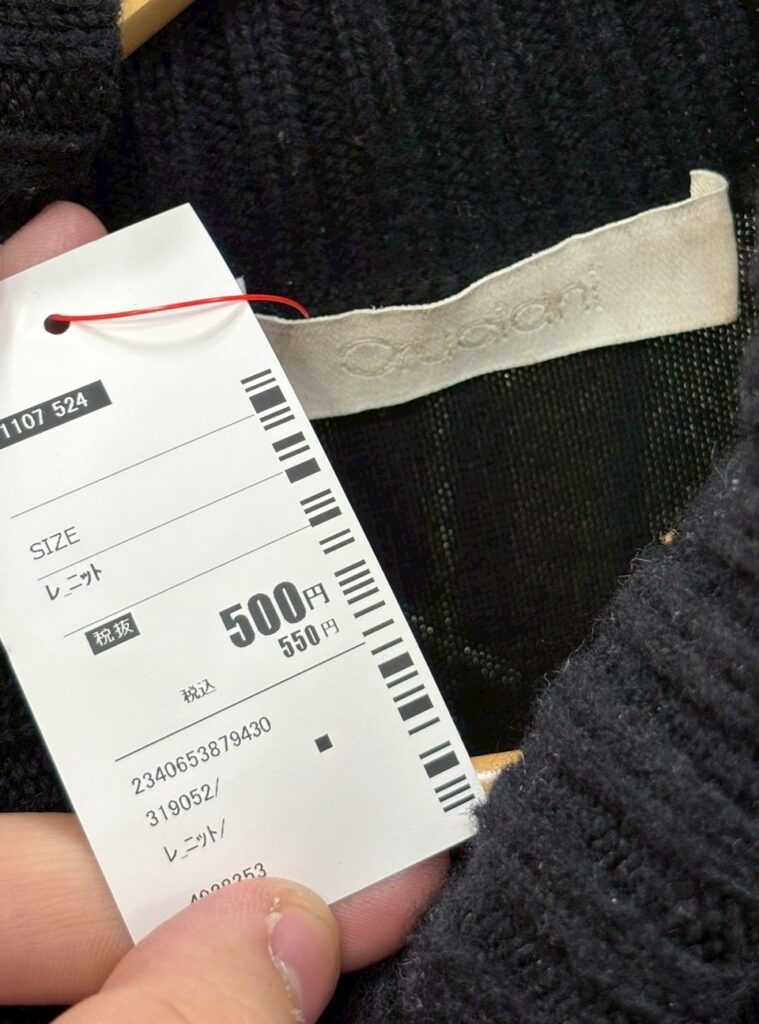 Cruciani
1107 524
SIZE
レ_ニット
税抜 500円
550円
税込
2340653879430
319052/
レ_ニット/